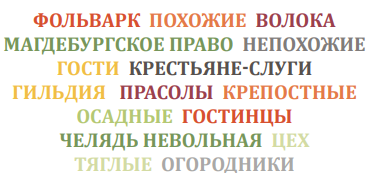 ФОЛЬВАРК ПОХОЖИЕ ВОЛОКА
МАГДЕБУРГСКОЕ ПРАВО НЕПОХОЖИЕ
ГОСТИ КРЕСТЬЯНЕ-СЛУГИ
ГИЛЬДИЯ ПРАСОЛЫ КРЕПОСТНЫЕ
ОСАДНЫЕ ГОСТИНЦЫ
ЧЕЛЯДЬ НЕВОЛЬНАЯ ЦЕХ
ТЯГЛЫЕ ОГОРОДНИКИ